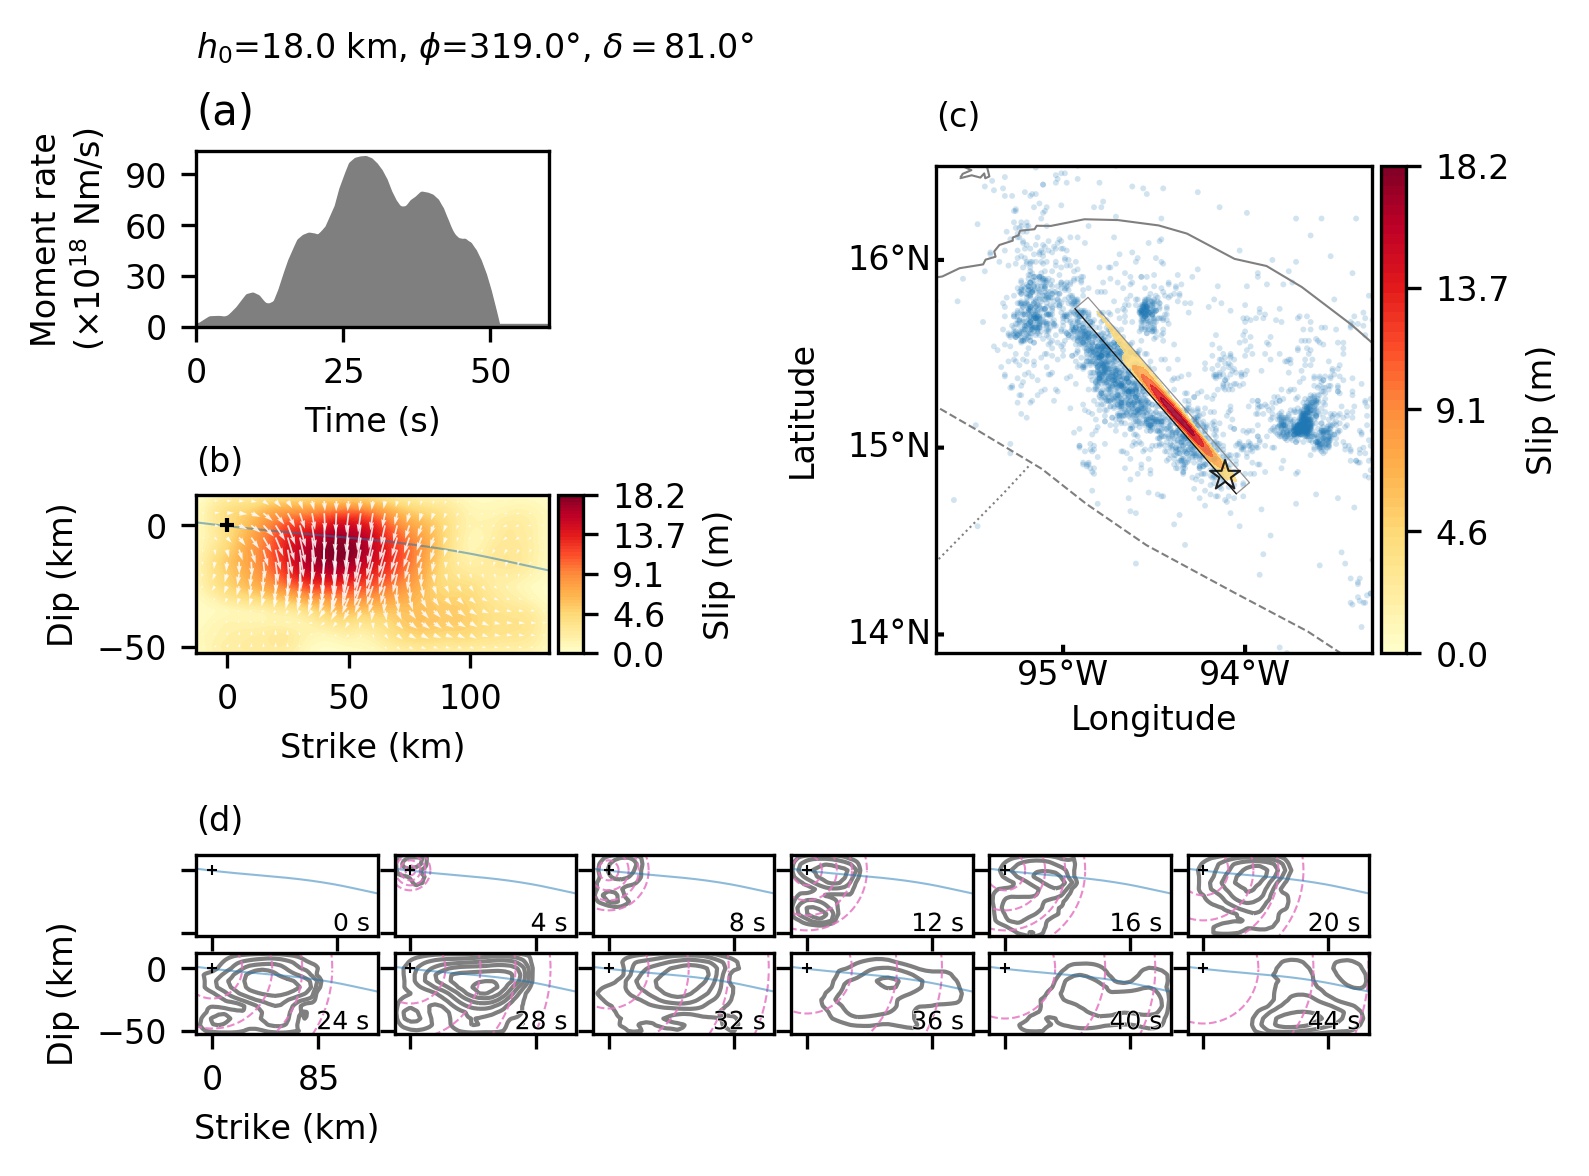 h₀=18.0 km, ϕ=319.0°, δ = 81.0°
(a)
Moment rate
(×10¹⁸ Nm/s)
90
60
30
0
0 25 50
Time (s)
(b)
Dip (km)
0
−50
0 50 100
Strike (km)
18.2
13.7
9.1
4.6
0.0
Slip (m)
(c)
Latitude
16°N
15°N
14°N
95°W 94°W
Longitude
18.2
13.7
9.1
4.6
0.0
Slip (m)
(d)
0 s 4 s 8 s 12 s 16 s 20 s
24 s 28 s 32 s 36 s 40 s 44 s
Dip (km)
0
−50
0 85
Strike (km)